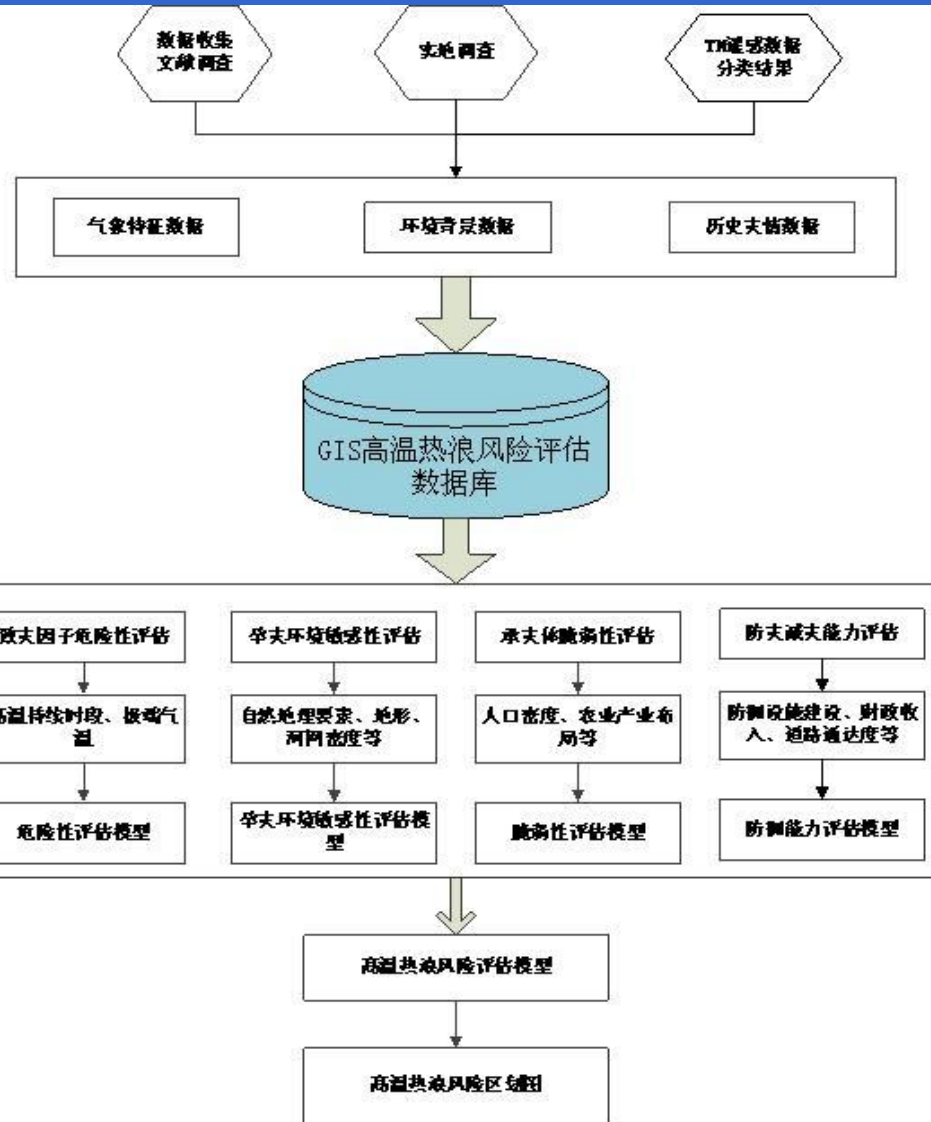 数据收集
文献调查
实地调查
TM遥感数据
分类结果
气象特征数据
环境背景数据
历史灾情数据
GIS高温热浪风险评估
数据库
致灾因子危险性评估
孕灾环境敏感性评估
承灾体脆弱性评估
防灾减灾能力评估
高温持续时段、极端气
温
自然地理要素、地形、
河网密度等
人口密度、农业产业布
局等
防御设施建设、财政收
入、道路通达度等
危险性评估模型
孕灾环境敏感性评估模
型
脆弱性评估模型
防御能力评估模型
高温热浪风险评估模型
高温热浪风险区划图